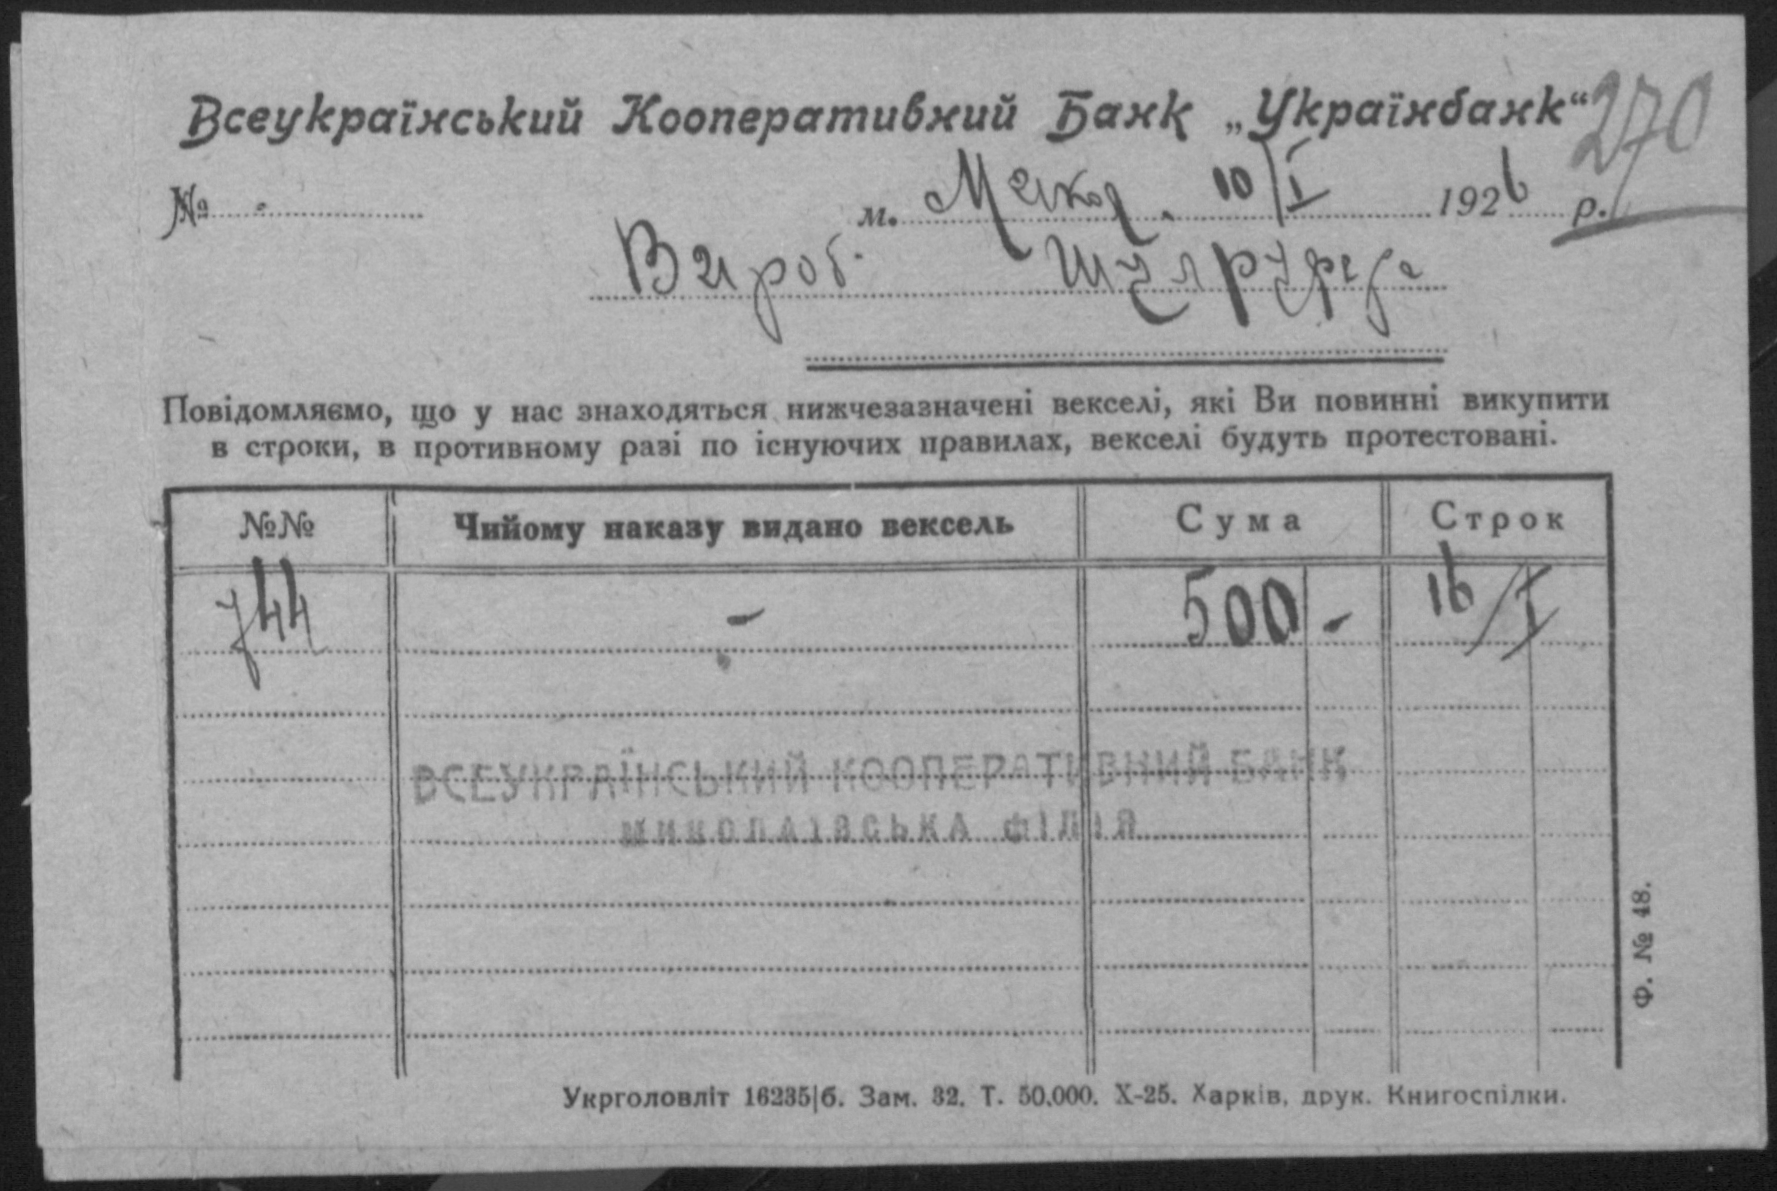 Всеукраїнський Кооперативний Банк „Українбанк“ 270
№ м. 10/I 1926 р.
Вироб.
Повідомляємо, що у нас знаходяться нижчезазначені векселі, які Ви повинні викупити
в строки, в противному разі по існуючих правилах, векселі будуть протестовані.
№№ Чийому наказу видано вексель Сума Строк
744 - 500 - 16/I
ВСЕУКРАЇНСЬКИЙ КООПЕРАТИВНИЙ БАНК
МИКОЛАЇВСЬКА ФІЛІЯ
Ф. № 48.
Укрголовліт 16235|б. Зам. 32. Т. 50.000. X-25. Харків, друк. Книгоспілки.